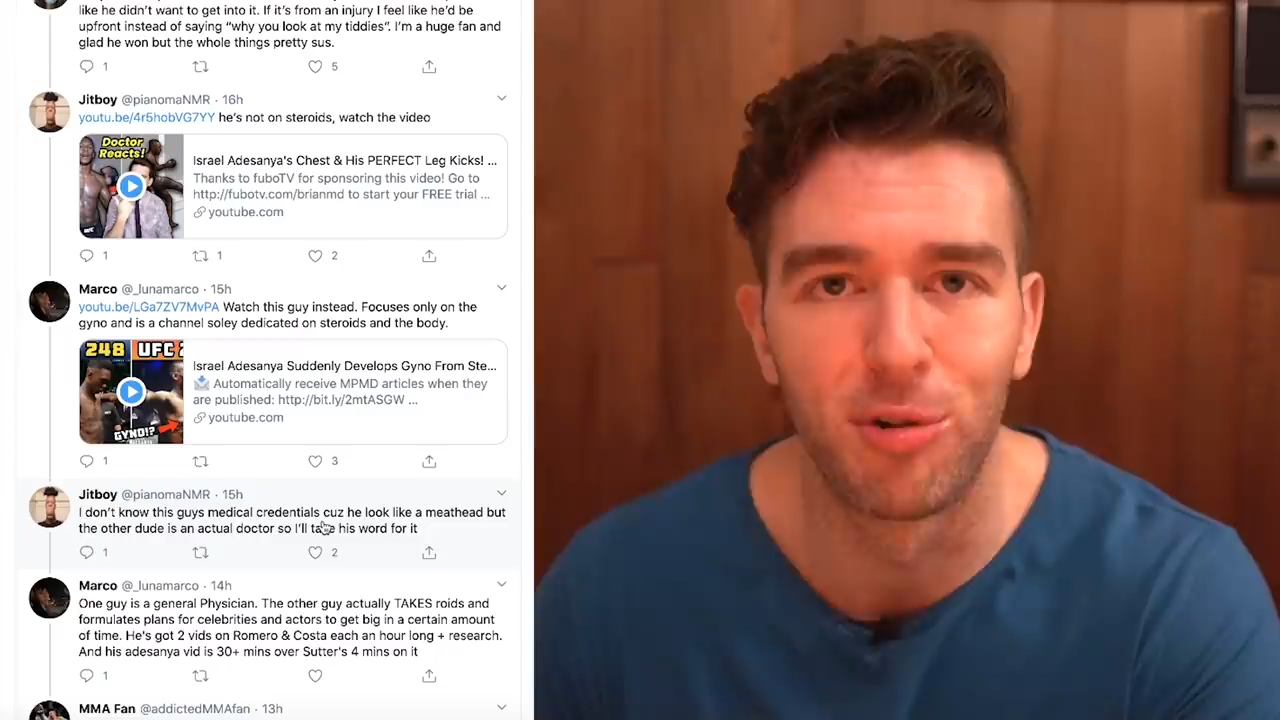 like he didn't want to get into it. If it's from an injury I feel like he'd be
upfront instead of saying “why you look at my tiddies”. I'm a huge fan and
glad he won but the whole things pretty sus.
1
5
Jitboy @pianomaNMR · 16h
youtu.be/4r5hobVG7YY he's not on steroids, watch the video
Doctor
Reacts!
Israel Adesanya's Chest & His PERFECT Leg Kicks! ...
Thanks to fuboTV for sponsoring this video! Go to
http://fubotv.com/brianmd to start your FREE trial ...
youtube.com
1
1
2
Marco @_lunamarco · 15h
youtu.be/LGa7ZV7MvPA Watch this guy instead. Focuses only on the
gyno and is a channel soley dedicated on steroids and the body.
248 UFC 2
GYNO!?
Israel Adesanya Suddenly Develops Gyno From Ste...
Automatically receive MPMD articles when they
are published: http://bit.ly/2mtASGW ...
youtube.com
1
3
Jitboy @pianomaNMR · 15h
I don't know this guys medical credentials cuz he look like a meathead but
the other dude is an actual doctor so I'll take his word for it
1
2
Marco @_lunamarco · 14h
One guy is a general Physician. The other guy actually TAKES roids and
formulates plans for celebrities and actors to get big in a certain amount
of time. He's got 2 vids on Romero & Costa each an hour long + research.
And his adesanya vid is 30+ mins over Sutter's 4 mins on it
1
MMA Fan @addictedMMAfan · 13h